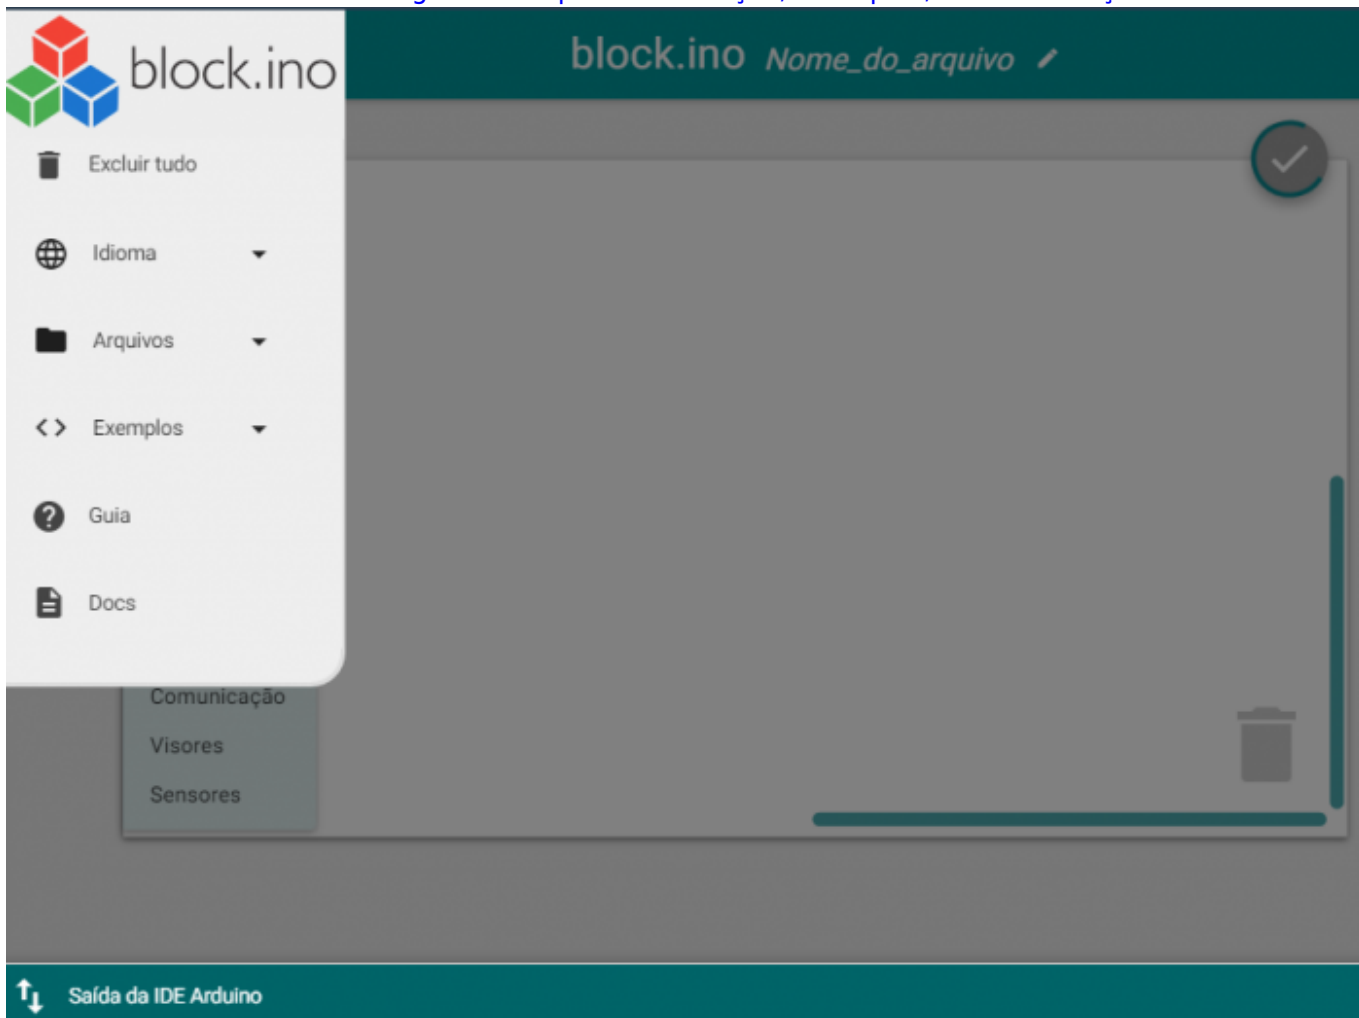 block.ino
block.ino Nome_do_arquivo
Excluir tudo
Idioma
Arquivos
Exemplos
Guia
Docs
Comunicação
Visores
Sensores
Saída da IDE Arduino